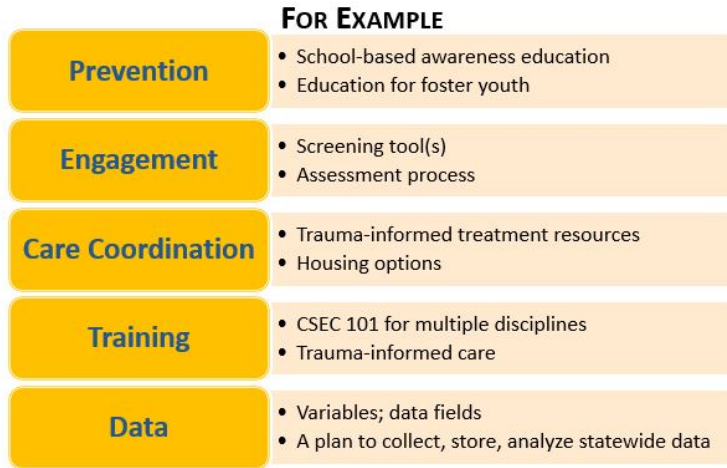 FOR EXAMPLE
Prevention
• School-based awareness education
• Education for foster youth
Engagement
• Screening tool(s)
• Assessment process
Care Coordination
• Trauma-informed treatment resources
• Housing options
Training
• CSEC 101 for multiple disciplines
• Trauma-informed care
Data
• Variables; data fields
• A plan to collect, store, analyze statewide data